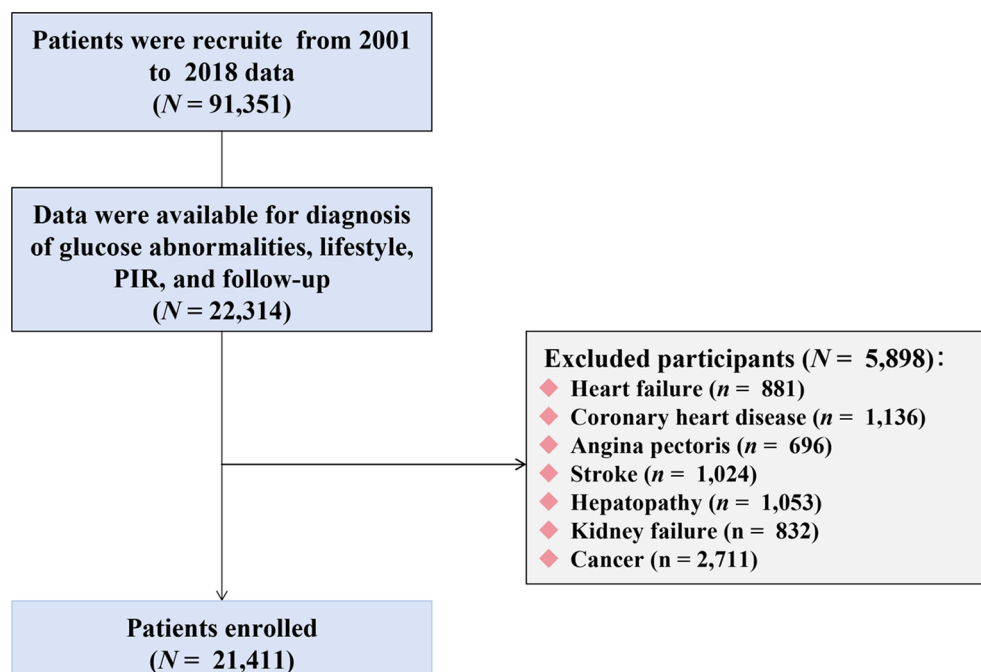 Patients were recruite from 2001
to 2018 data
(N = 91,351)
Data were available for diagnosis
of glucose abnormalities, lifestyle,
PIR, and follow-up
(N = 22,314)
Excluded participants (N = 5,898):
Heart failure (n = 881)
Coronary heart disease (n = 1,136)
Angina pectoris (n = 696)
Stroke (n = 1,024)
Hepatopathy (n = 1,053)
Kidney failure (n = 832)
Cancer (n = 2,711)
Patients enrolled
(N = 21,411)